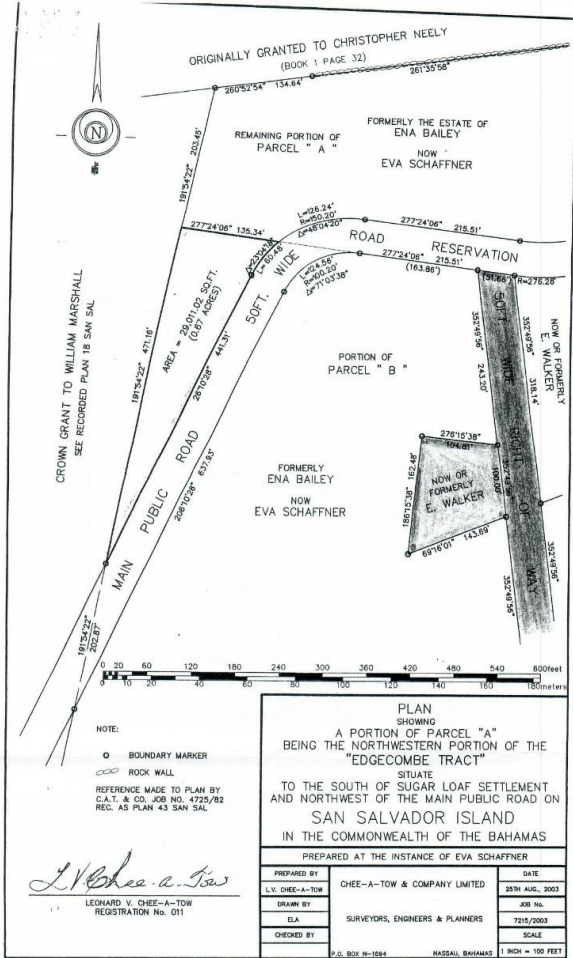 ORIGINALLY GRANTED TO CHRISTOPHER NEELY
(BOOK 1 PAGE 32)
260°52'54" 134.64'
261°35'58"
N
REMAINING PORTION OF
PARCEL " A "
FORMERLY THE ESTATE OF
ENA BAILEY
NOW
EVA SCHAFFNER
191°54'22" 203.45'
277°24'06" 135.34'
L=126.24'
R=150.20'
Δ=48°04'20"
277°24'06" 215.51'
ROAD RESERVATION
L= 60.48'
50FT. WIDE
L=124.56'
R=100.20'
Δ=71°03'38"
277°24'06" 215.51'
(163.86')
(51.66')
R=276.28'
CROWN GRANT TO WILLIAM MARSHALL
SEE RECORDED PLAN 18 SAN SAL
191°54'22" 471.16'
AREA = 29,011.02 SQ.FT.
(0.67 ACRES)
26°10'28" 441.31'
MAIN PUBLIC ROAD
206°10'28" 637.93'
PORTION OF
PARCEL " B "
352°49'56" 243.20'
50FT WIDE RIGHT OF WAY
352°49'56" 318.14'
NOW OR FORMERLY
E. WALKER
276°15'38"
104.81'
186°15'38" 162.48'
NOW OR
FORMERLY
E. WALKER
352°49'56"
100.00'
69°16'01" 143.69'
352°49'56"
352°49'56"
FORMERLY
ENA BAILEY
NOW
EVA SCHAFFNER
191°54'22"
202.87'
0 20 60 120 180 240 300 360 420 480 540 600feet
0 10 20 40 60 80 100 120 140 160 180meters
NOTE:
BOUNDARY MARKER
ROCK WALL
REFERENCE MADE TO PLAN BY
C.A.T. & CO. JOB NO. 4725/82
REC. AS PLAN 43 SAN SAL
L.V. Chee-a-Tow
LEONARD V. CHEE-A-TOW
REGISTRATION No. 011
PLAN
SHOWING
A PORTION OF PARCEL "A"
BEING THE NORTHWESTERN PORTION OF THE
"EDGECOMBE TRACT"
SITUATE
TO THE SOUTH OF SUGAR LOAF SETTLEMENT
AND NORTHWEST OF THE MAIN PUBLIC ROAD ON
SAN SALVADOR ISLAND
IN THE COMMONWEALTH OF THE BAHAMAS
PREPARED AT THE INSTANCE OF EVA SCHAFFNER
PREPARED BY
L.V. CHEE-A-TOW
DRAWN BY
ELA
CHECKED BY
CHEE-A-TOW & COMPANY LIMITED
SURVEYORS, ENGINEERS & PLANNERS
P.O. BOX N-1694 NASSAU, BAHAMAS
DATE
25TH AUG., 2003
JOB No.
7215/2003
SCALE
1 INCH = 100 FEET